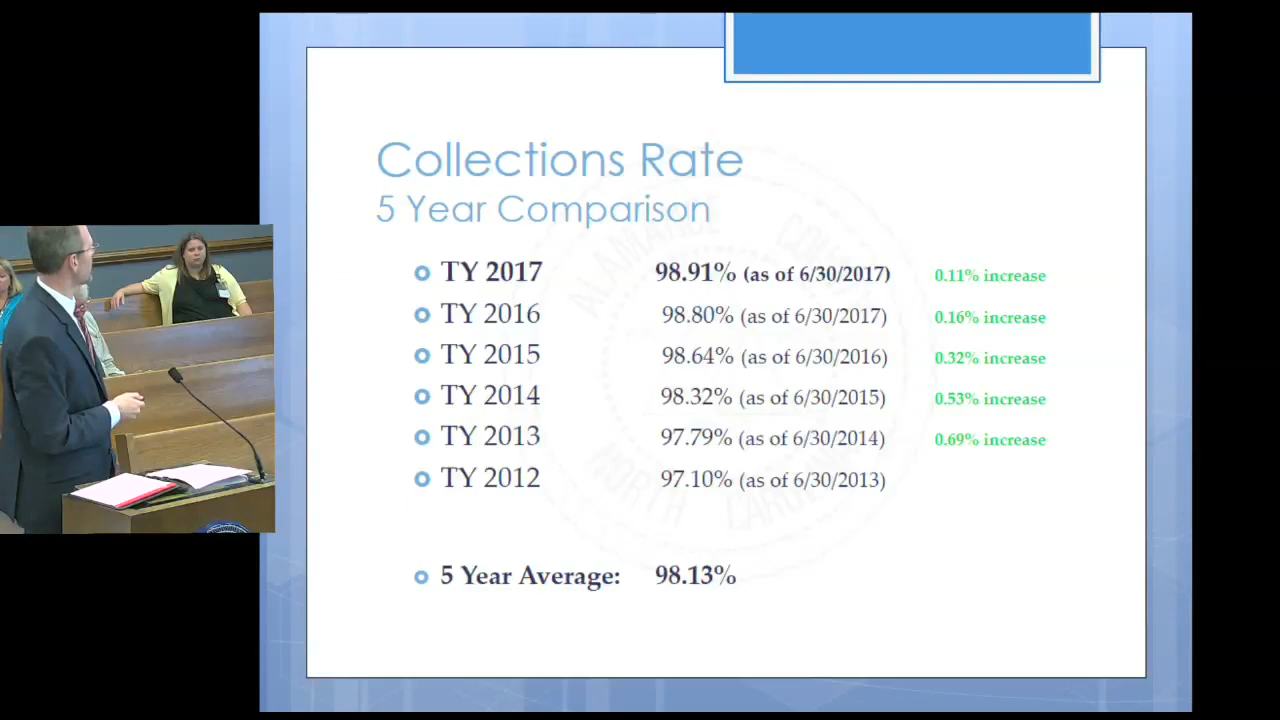 Collections Rate
5 Year Comparison
TY 2017 98.91% (as of 6/30/2017) 0.11% increase
TY 2016 98.80% (as of 6/30/2017) 0.16% increase
TY 2015 98.64% (as of 6/30/2016) 0.32% increase
TY 2014 98.32% (as of 6/30/2015) 0.53% increase
TY 2013 97.79% (as of 6/30/2014) 0.69% increase
TY 2012 97.10% (as of 6/30/2013)
5 Year Average: 98.13%
ALAMANCE COUNTY
NORTH CAROLINA